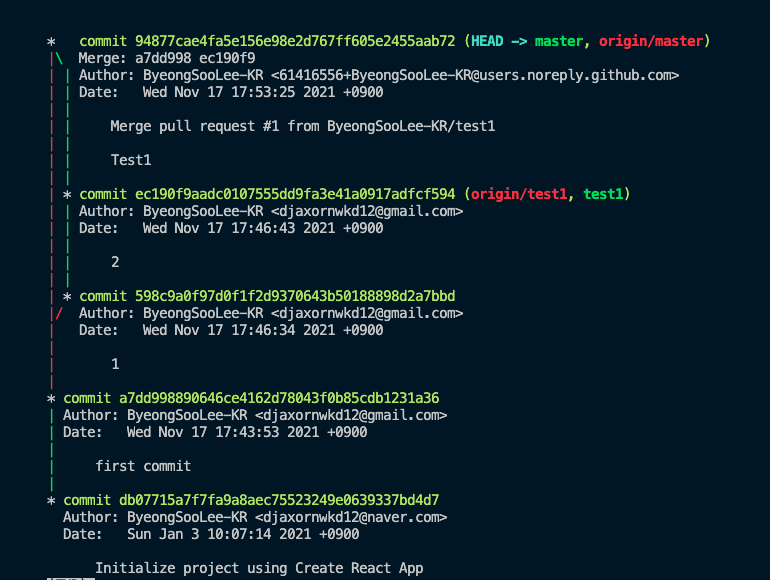 * commit 94877cae4fa5e156e98e2d767ff605e2455aab72 (HEAD -> master, origin/master)
|\ Merge: a7dd998 ec190f9
| | Author: ByeongSooLee-KR <61416556+ByeongSooLee-KR@users.noreply.github.com>
| | Date: Wed Nov 17 17:53:25 2021 +0900
| |
| | Merge pull request #1 from ByeongSooLee-KR/test1
| |
| | Test1
| |
| * commit ec190f9aadc0107555dd9fa3e41a0917adfcf594 (origin/test1, test1)
| | Author: ByeongSooLee-KR <djaxornwkd12@gmail.com>
| | Date: Wed Nov 17 17:46:43 2021 +0900
| |
| | 2
| |
| * commit 598c9a0f97d0f1f2d9370643b50188898d2a7bbd
|/ Author: ByeongSooLee-KR <djaxornwkd12@gmail.com>
| Date: Wed Nov 17 17:46:34 2021 +0900
|
| 1
|
* commit a7dd998890646ce4162d78043f0b85cdb1231a36
| Author: ByeongSooLee-KR <djaxornwkd12@gmail.com>
| Date: Wed Nov 17 17:43:53 2021 +0900
|
| first commit
|
* commit db07715a7f7fa9a8aec75523249e0639337bd4d7
Author: ByeongSooLee-KR <djaxornwkd12@naver.com>
Date: Sun Jan 3 10:07:14 2021 +0900
Initialize project using Create React App